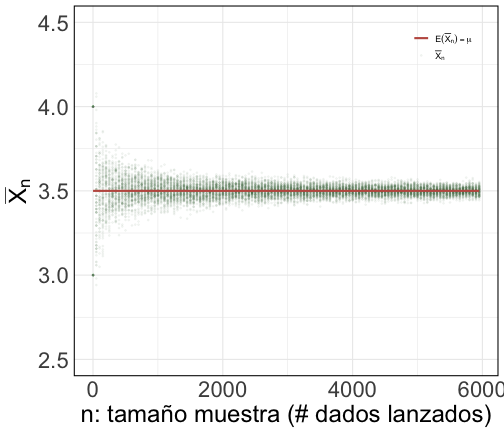 4.5
4.0
3.5
3.0
2.5
X̅n
E(X̅n) = μ
X̅n
0 2000 4000 6000
n: tamaño muestra (# dados lanzados)